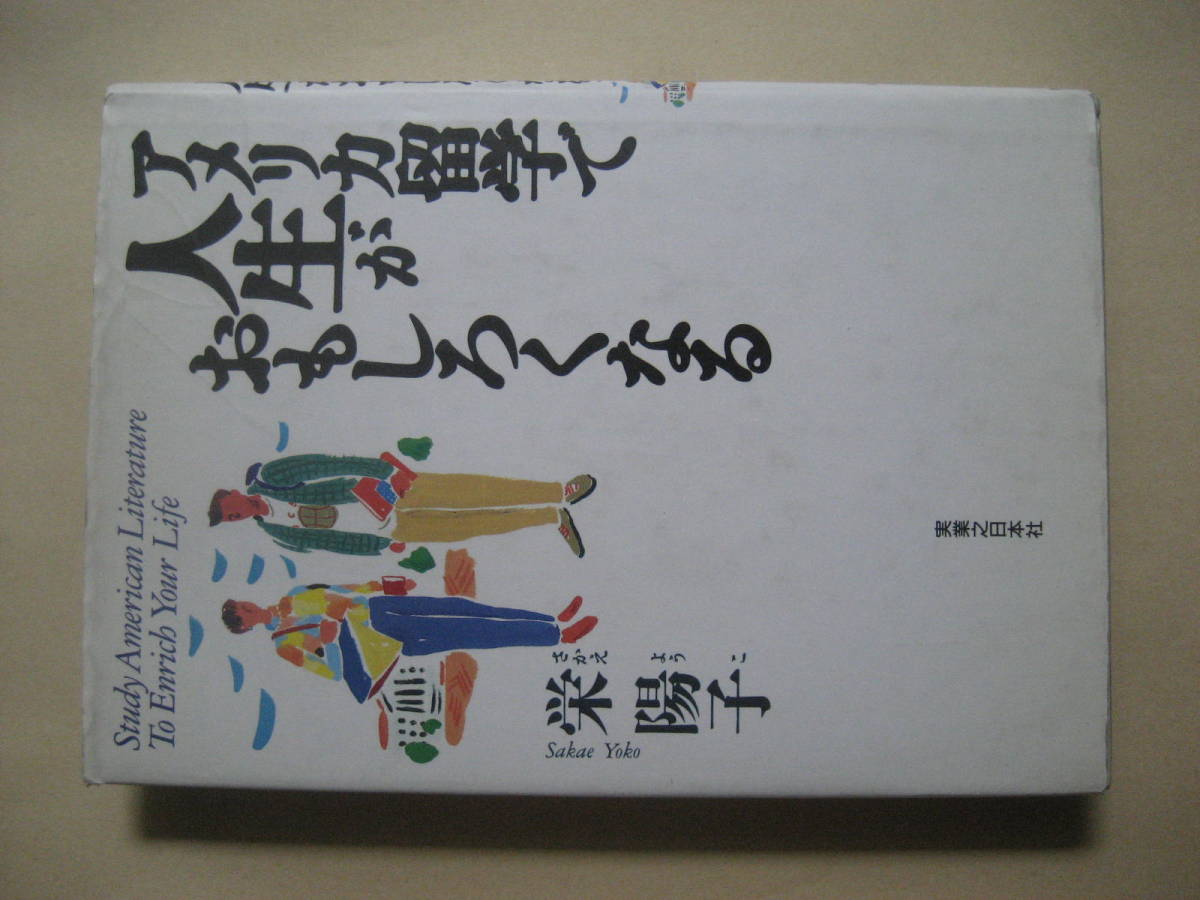 アメリカ留学で
人生が
おもしろくなる
Study American Literature
To Enrich Your Life
さかえ ようこ
栄 陽子
Sakae Yoko
実業之日本社